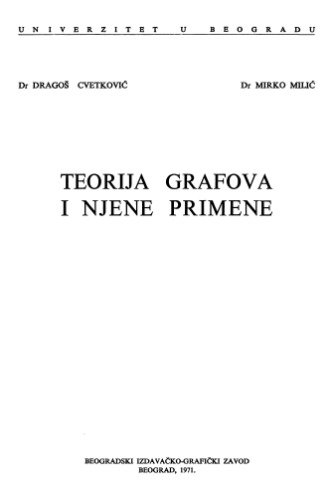 UNIVERZITET U BEOGRADU
Dr DRAGOŠ CVETKOVIĆ Dr MIRKO MILIĆ
TEORIJA GRAFOVA
I NJENE PRIMENE
BEOGRADSKI IZDAVAČKO-GRAFIČKI ZAVOD
BEOGRAD, 1971.